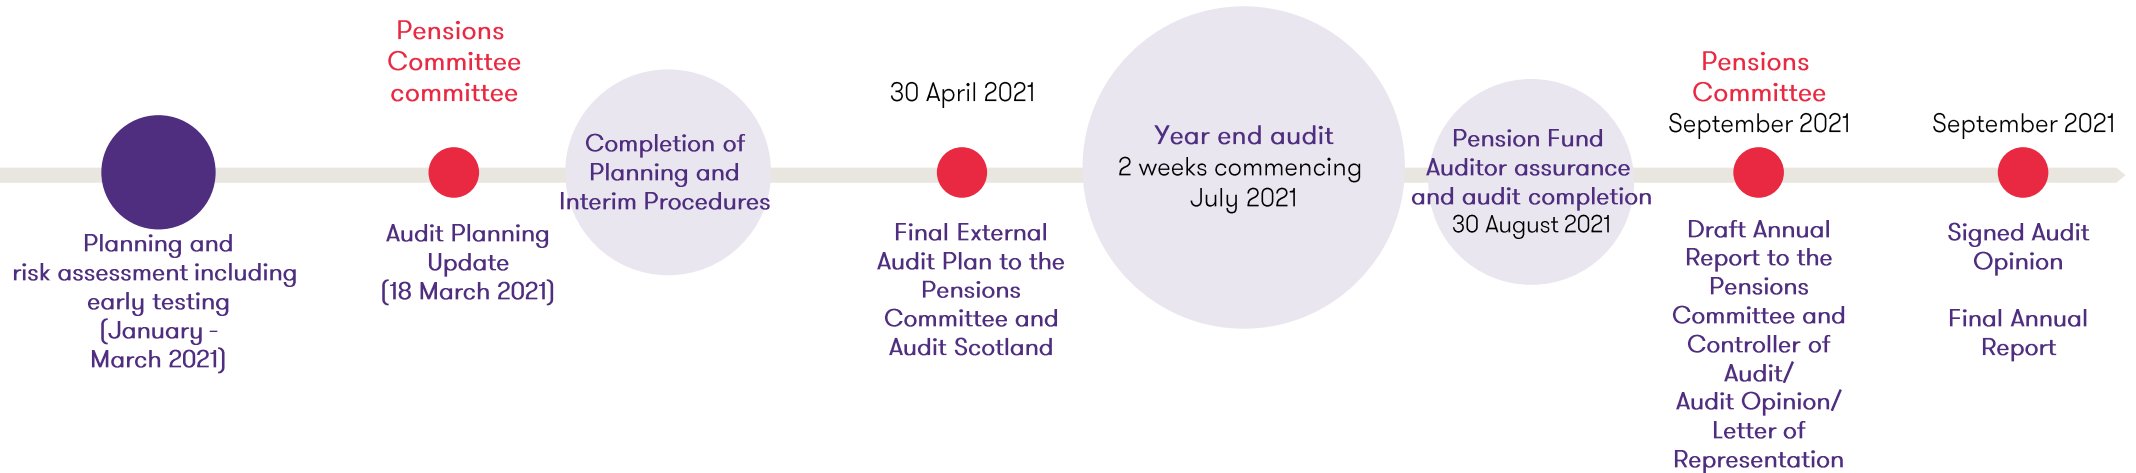 Pensions
Committee
committee
Planning and
risk assessment including
early testing
(January -
March 2021)
Audit Planning
Update
(18 March 2021)
Completion of
Planning and
Interim Procedures
30 April 2021
Final External
Audit Plan to the
Pensions
Committee and
Audit Scotland
Year end audit
2 weeks commencing
July 2021
Pension Fund
Auditor assurance
and audit completion
30 August 2021
Pensions
Committee
September 2021
Draft Annual
Report to the
Pensions
Committee and
Controller of
Audit/
Audit Opinion/
Letter of
Representation
September 2021
Signed Audit
Opinion
Final Annual
Report